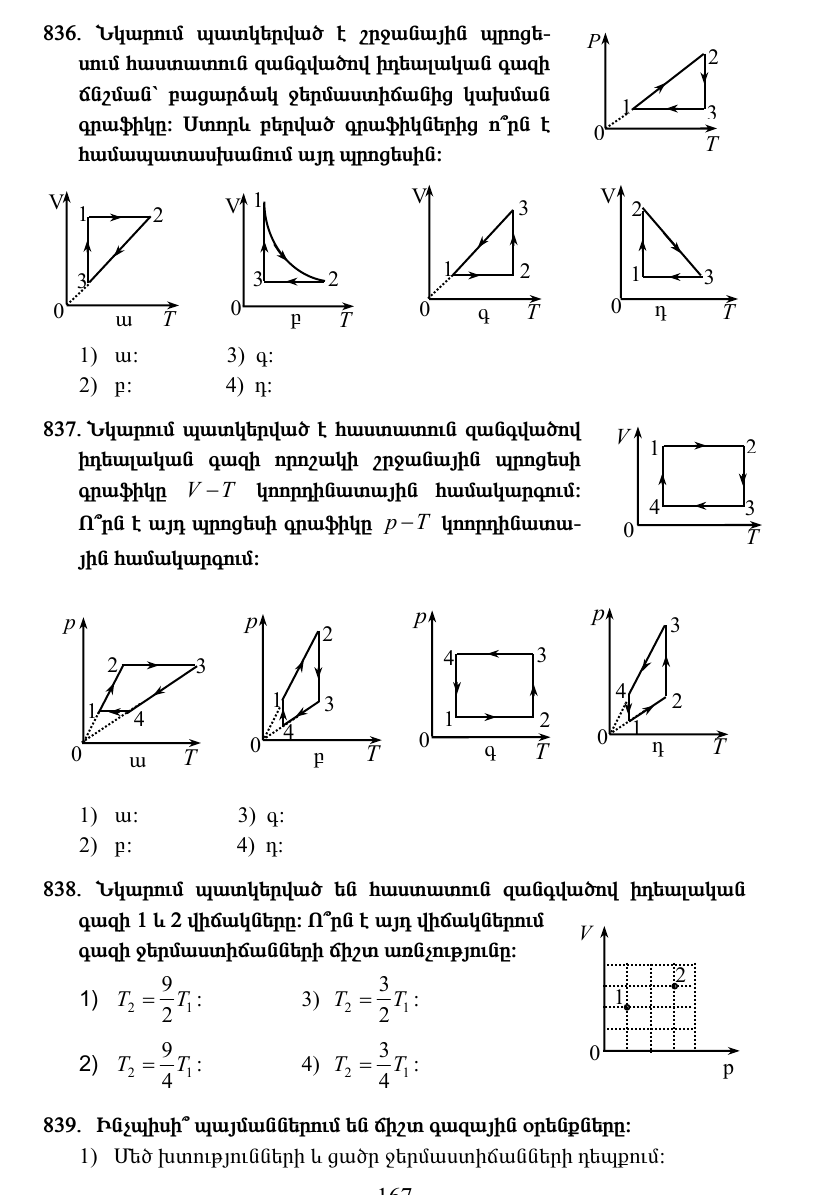 836. Նկարում պատկերված է շրջանային պրոցե-
սում հաստատուն զանգվածով իդեալական գազի
ճնշման՝ բացարձակ ջերմաստիճանից կախման
գրաֆիկը: Ստորև բերված գրաֆիկներից ո՞րն է
համապատասխանում այդ պրոցեսին:
P 2 1 3 0 T
V 1 2 3 0 ա T
V 1 3 2 0 բ T
V 3 1 2 0 գ T
V 2 1 3 0 դ T
1) ա: 3) գ:
2) բ: 4) դ:
837. Նկարում պատկերված է հաստատուն զանգվածով
իդեալական գազի որոշակի շրջանային պրոցեսի
գրաֆիկը V – T կոորդինատային համակարգում:
Ո՞րն է այդ պրոցեսի գրաֆիկը p – T կոորդինատա-
յին համակարգում:
V 1 2 4 3 0 T
p 2 3 1 4 0 ա T
p 2 1 3 4 0 բ T
p 4 3 1 2 0 գ T
p 3 4 2 1 0 դ T
1) ա: 3) գ:
2) բ: 4) դ:
838. Նկարում պատկերված են հաստատուն զանգվածով իդեալական
գազի 1 և 2 վիճակները: Ո՞րն է այդ վիճակներում
գազի ջերմաստիճանների ճիշտ առնչությունը:
V 2 1 0 p
1) T₂ = 9/2 T₁: 3) T₂ = 3/2 T₁:
2) T₂ = 9/4 T₁: 4) T₂ = 3/4 T₁:
839. Ինչպիսի՞ պայմաններում են ճիշտ գազային օրենքները:
1) Մեծ խտությունների և ցածր ջերմաստիճանների դեպքում:
167